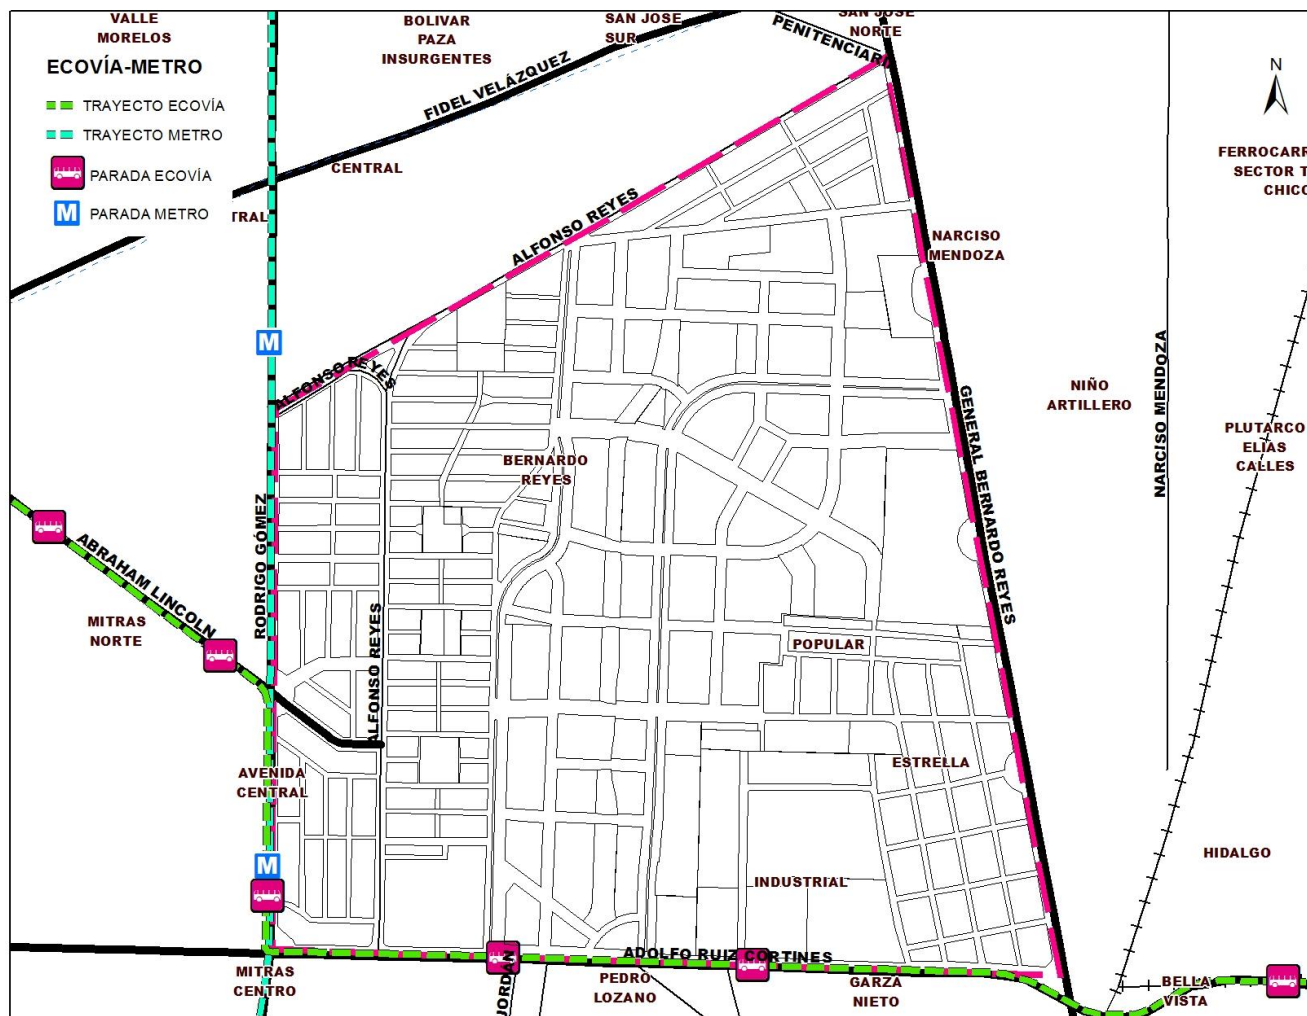 VALLE
MORELOS
BOLIVAR
PAZA
INSURGENTES
SAN JOSE
SUR
SAN JOSE
NORTE
PENITENCIARI
N
ECOVÍA-METRO
TRAYECTO ECOVÍA
TRAYECTO METRO
PARADA ECOVÍA
M PARADA METRO
FIDEL VELÁZQUEZ
CENTRAL
TRAL
FERROCARR
SECTOR T
CHICO
ALFONSO REYES
NARCISO
MENDOZA
M
ALFONSO REYES
NIÑO
ARTILLERO
NARCISO MENDOZA
PLUTARCO
ELIAS
CALLES
BERNARDO
REYES
GENERAL BERNARDO REYES
RODRIGO GÓMEZ
ABRAHAM LINCOLN
MITRAS
NORTE
ALFONSO REYES
POPULAR
ESTRELLA
AVENIDA
CENTRAL
M
INDUSTRIAL
HIDALGO
ADOLFO RUIZ CORTINES
MITRAS
CENTRO
JORDÁN
PEDRO
LOZANO
GARZA
NIETO
BELLA
VISTA